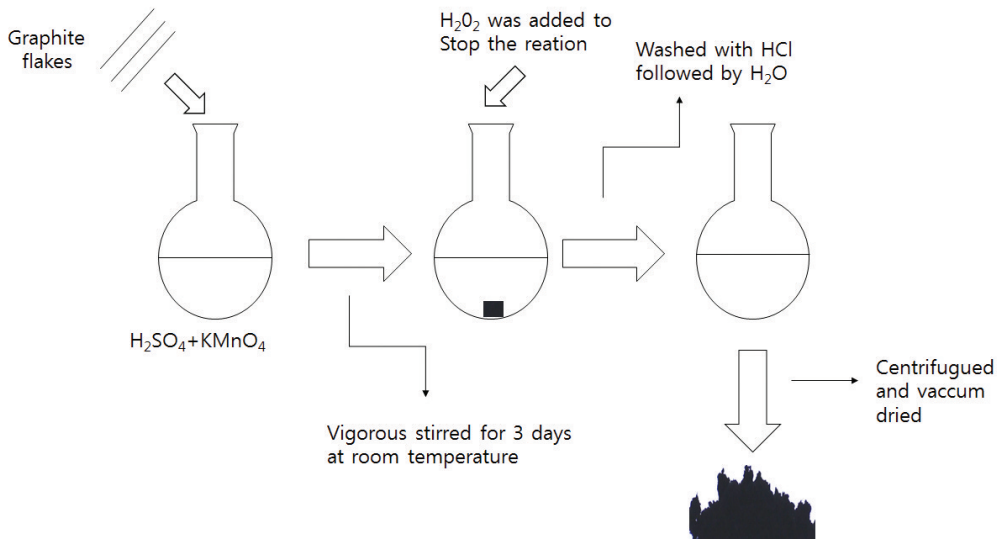 Graphite
flakes
H₂SO₄+KMnO₄
Vigorous stirred for 3 days
at room temperature
H₂0₂ was added to
Stop the reation
Washed with HCl
followed by H₂O
Centrifugued
and vaccum
dried